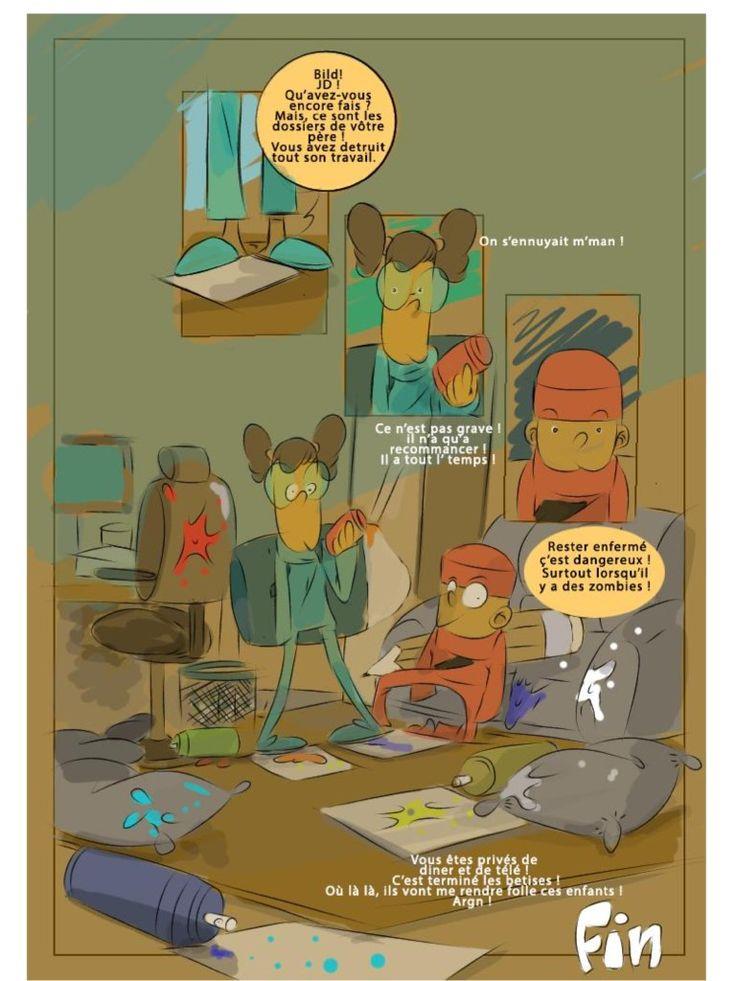 Bild!
JD !
Qu'avez-vous
encore fais ?
Mais, ce sont les
dossiers de vôtre
père !
Vous avez detruit
tout son travail.
On s'ennuyait m'man !
Ce n'est pas grave !
il n'a qu'a
recommancer !
Il a tout l' temps !
Rester enfermé
ç'est dangereux !
Surtout lorsqu'il
y a des zombies !
Vous êtes privés de
diner et de télé !
C'est terminé les betises !
Où là là, ils vont me rendre folle ces enfants !
Argn !
Fin